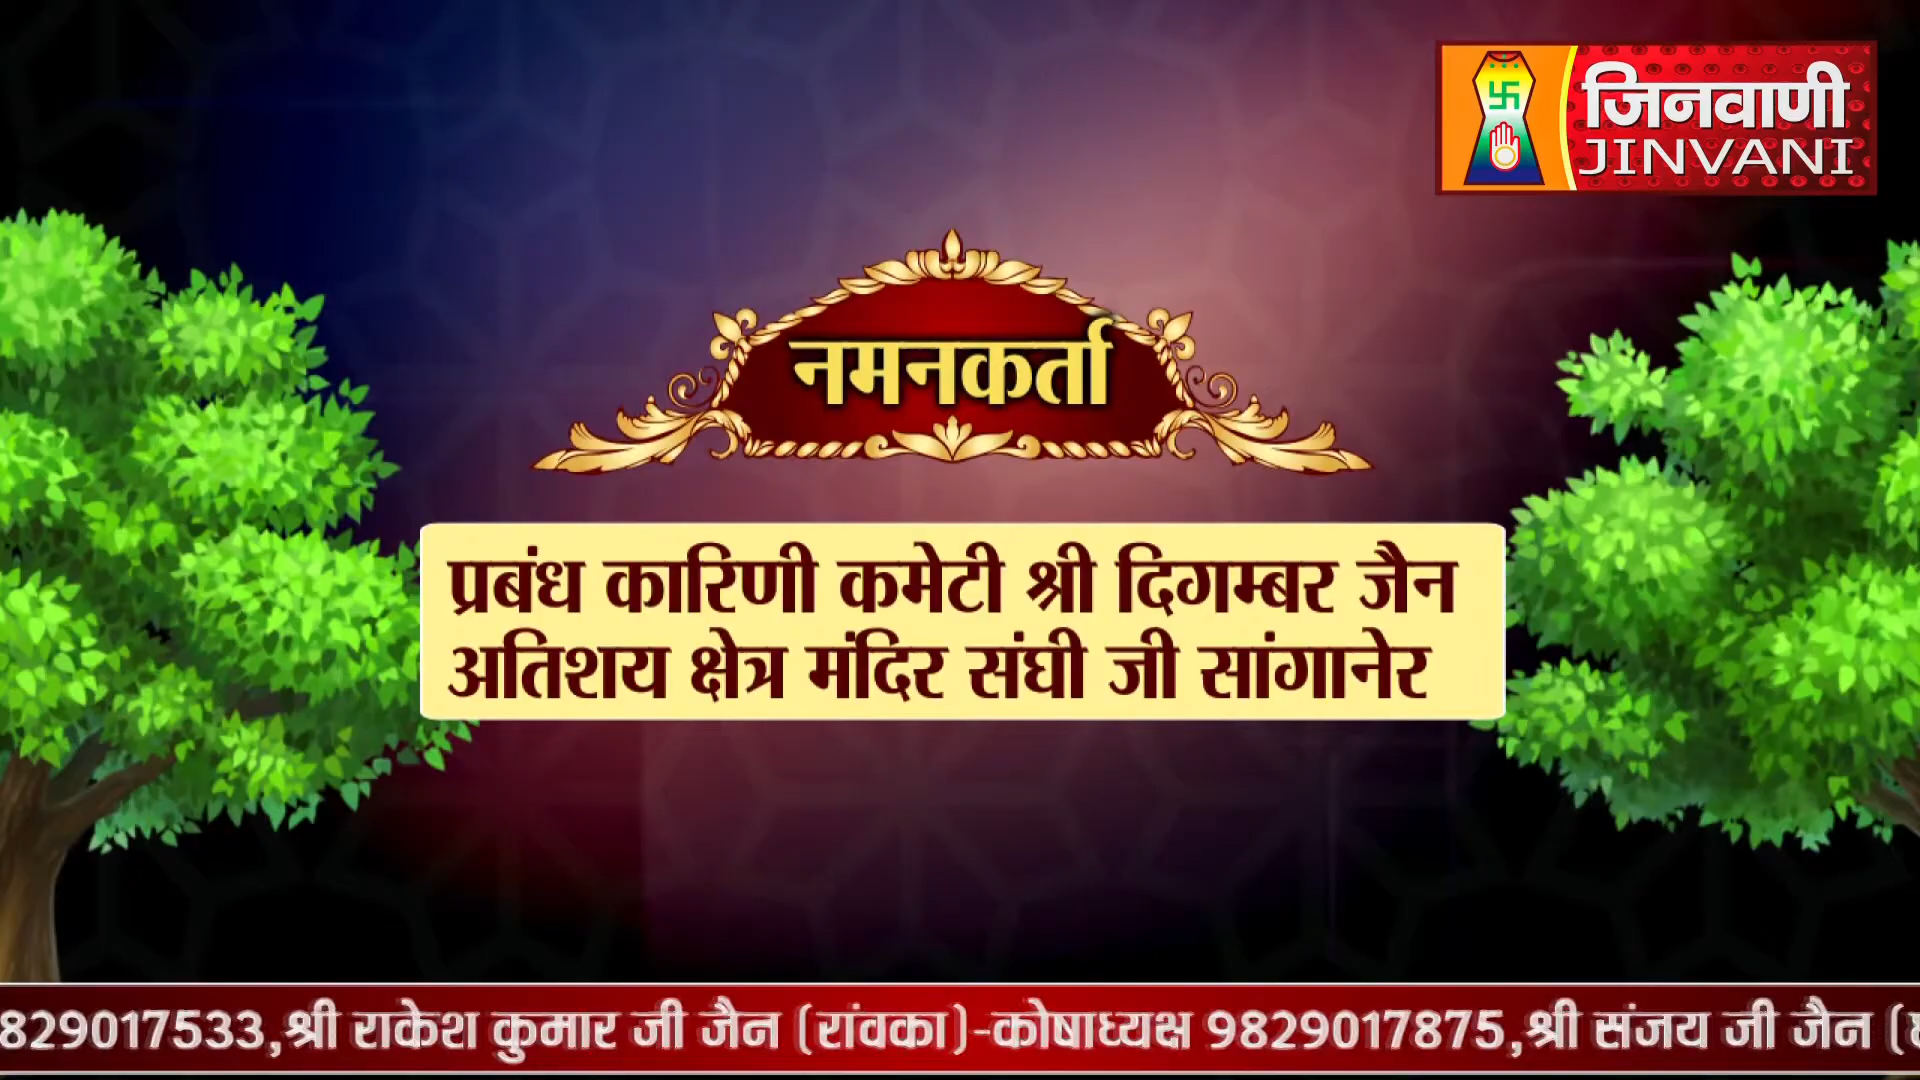 जिनवाणी
JINVANI
नमनकर्ता
प्रबंध कारिणी कमेटी श्री दिगम्बर जैन
अतिशय क्षेत्र मंदिर संघी जी सांगानेर
829017533,श्री राकेश कुमार जी जैन (रांवका)-कोषाध्यक्ष 9829017875,श्री संजय जी जैन (